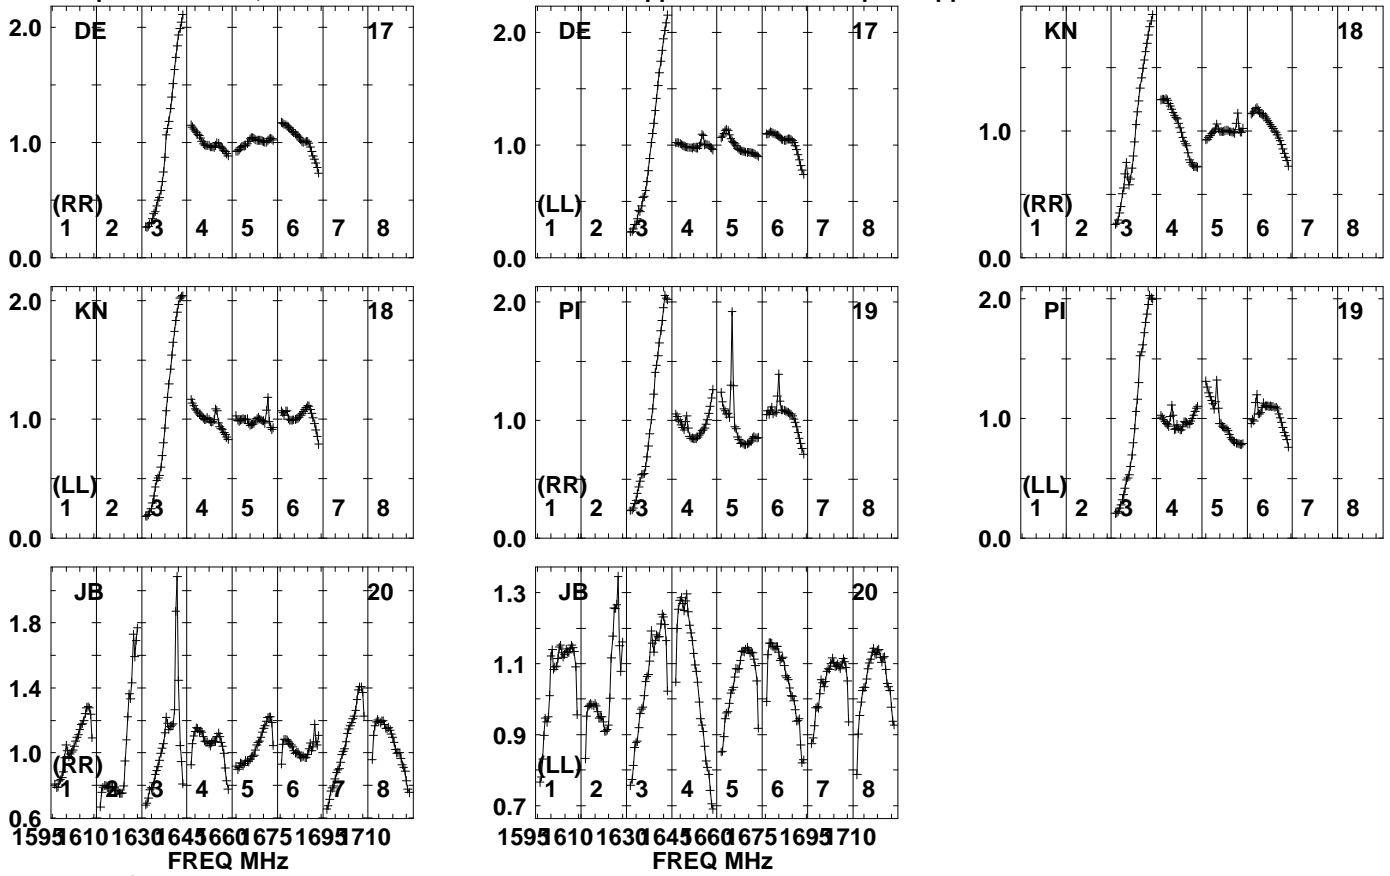 2.0 DE 17
1.0
(RR)
1 2 3 4 5 6 7 8
0.0
2.0 DE 17
1.0
(LL)
1 2 3 4 5 6 7 8
0.0
KN 18
1.0
(RR)
1 2 3 4 5 6 7 8
0.0
2.0 KN 18
1.0
(LL)
1 2 3 4 5 6 7 8
0.0
2.0 PI 19
1.0
(RR)
1 2 3 4 5 6 7 8
0.0
2.0 PI 19
1.0
(LL)
1 2 3 4 5 6 7 8
0.0
JB 20
1.8
1.4
1.0
(RR)
1 2 3 4 5 6 7 8
0.6
1595 1610 1630 1645 1660 1675 1695 1710
FREQ MHz
JB 20
1.3
1.1
0.9
(LL)
1 2 3 4 5 6 7 8
0.7
1595 1610 1630 1645 1660 1675 1695 1710
FREQ MHz